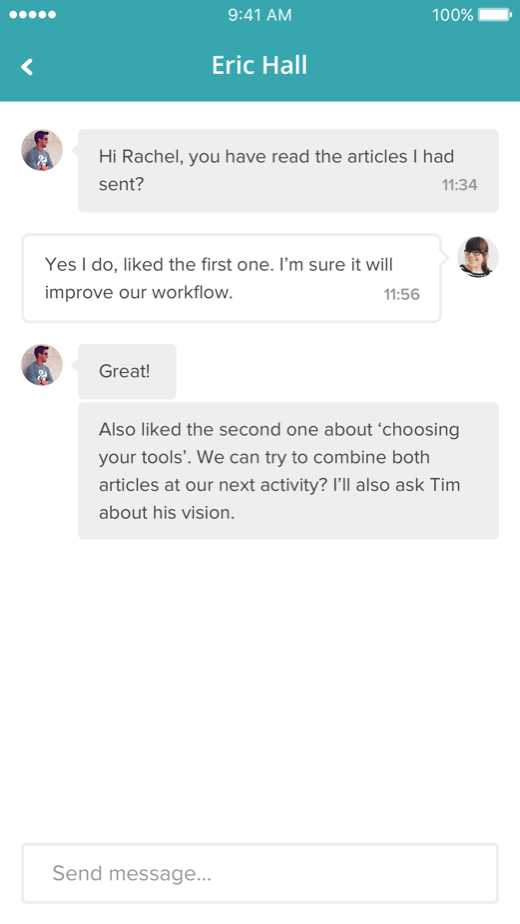 9:41 AM 100%
Eric Hall
Hi Rachel, you have read the articles I had
sent? 11:34
Yes I do, liked the first one. I'm sure it will
improve our workflow. 11:56
Great!
Also liked the second one about ‘choosing
your tools’. We can try to combine both
articles at our next activity? I'll also ask Tim
about his vision.
Send message...